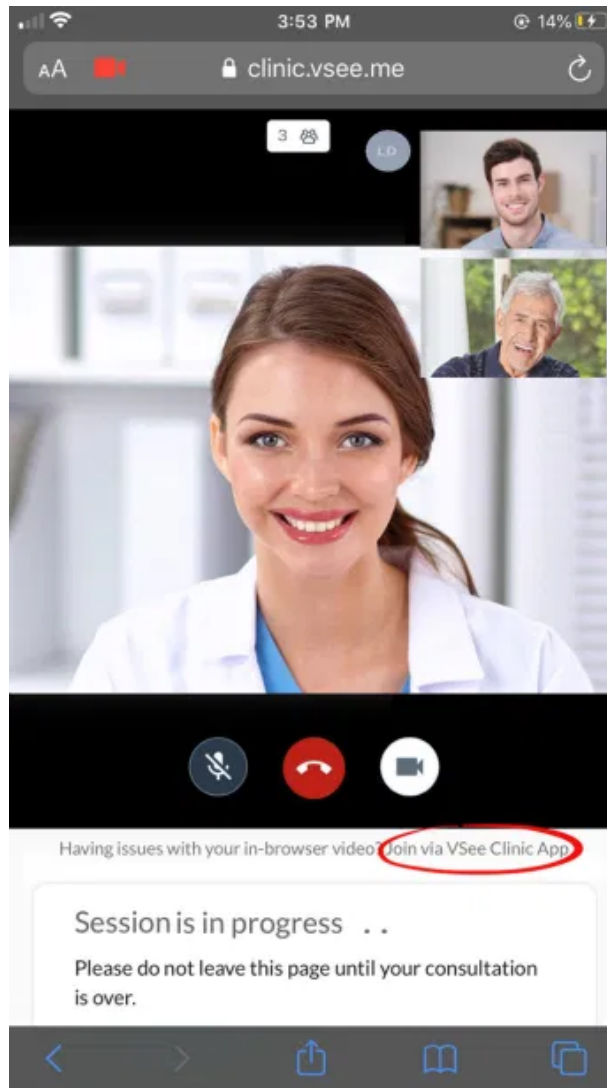 3:53 PM 14%
AA clinic.vsee.me
3
LD
Having issues with your in-browser video? Join via VSee Clinic App
Session is in progress . .
Please do not leave this page until your consultation
is over.